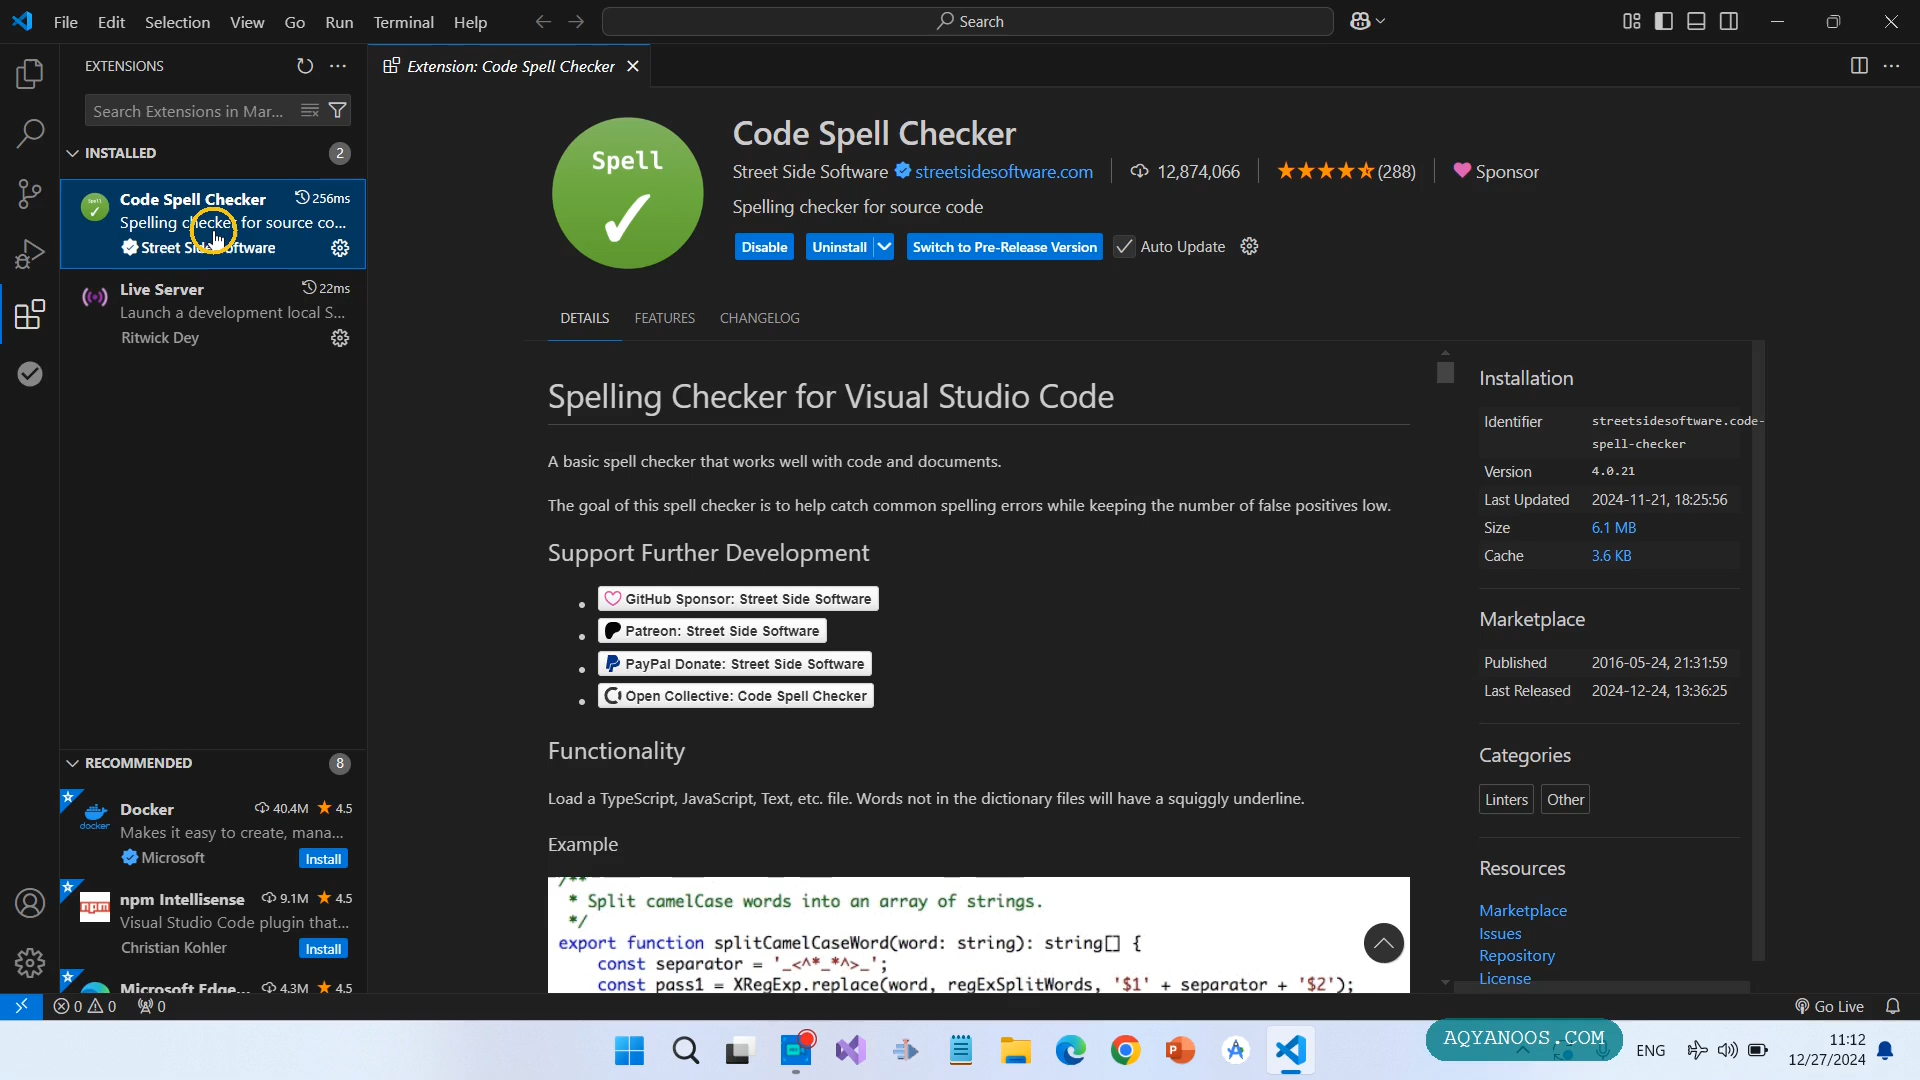 File Edit Selection View Go Run Terminal Help
Search
EXTENSIONS
Extension: Code Spell Checker
Search Extensions in Mar...
INSTALLED 2
Code Spell Checker 256ms
Spelling checker for source co...
Street Side Software
Live Server 22ms
Launch a development local S...
Ritwick Dey
RECOMMENDED 8
Docker 40.4M 4.5
docker
Makes it easy to create, mana...
Microsoft Install
npm Intellisense 9.1M 4.5
npm
Visual Studio Code plugin that...
Christian Kohler Install
Microsoft Edge... 4.3M 4.5
Spell
Code Spell Checker
Street Side Software streetsidesoftware.com 12,874,066 (288) Sponsor
Spelling checker for source code
Disable Uninstall Switch to Pre-Release Version Auto Update
DETAILS FEATURES CHANGELOG
Spelling Checker for Visual Studio Code
A basic spell checker that works well with code and documents.
The goal of this spell checker is to help catch common spelling errors while keeping the number of false positives low.
Support Further Development
GitHub Sponsor: Street Side Software
Patreon: Street Side Software
PayPal Donate: Street Side Software
Open Collective: Code Spell Checker
Functionality
Load a TypeScript, JavaScript, Text, etc. file. Words not in the dictionary files will have a squiggly underline.
Example
/**
* Split camelCase words into an array of strings.
*/
export function splitCamelCaseWord(word: string): string[] {
const separator = '_<^*_*^>_';
const pass1 = XRegExp.replace(word, regExSplitWords, '$1' + separator + '$2');
Installation
Identifier streetsidesoftware.code-
spell-checker
Version 4.0.21
Last Updated 2024-11-21, 18:25:56
Size 6.1 MB
Cache 3.6 KB
Marketplace
Published 2016-05-24, 21:31:59
Last Released 2024-12-24, 13:36:25
Categories
Linters Other
Resources
Marketplace
Issues
Repository
License
0 0 0 Go Live
AQYANOOS.COM
ENG
11:12
12/27/2024